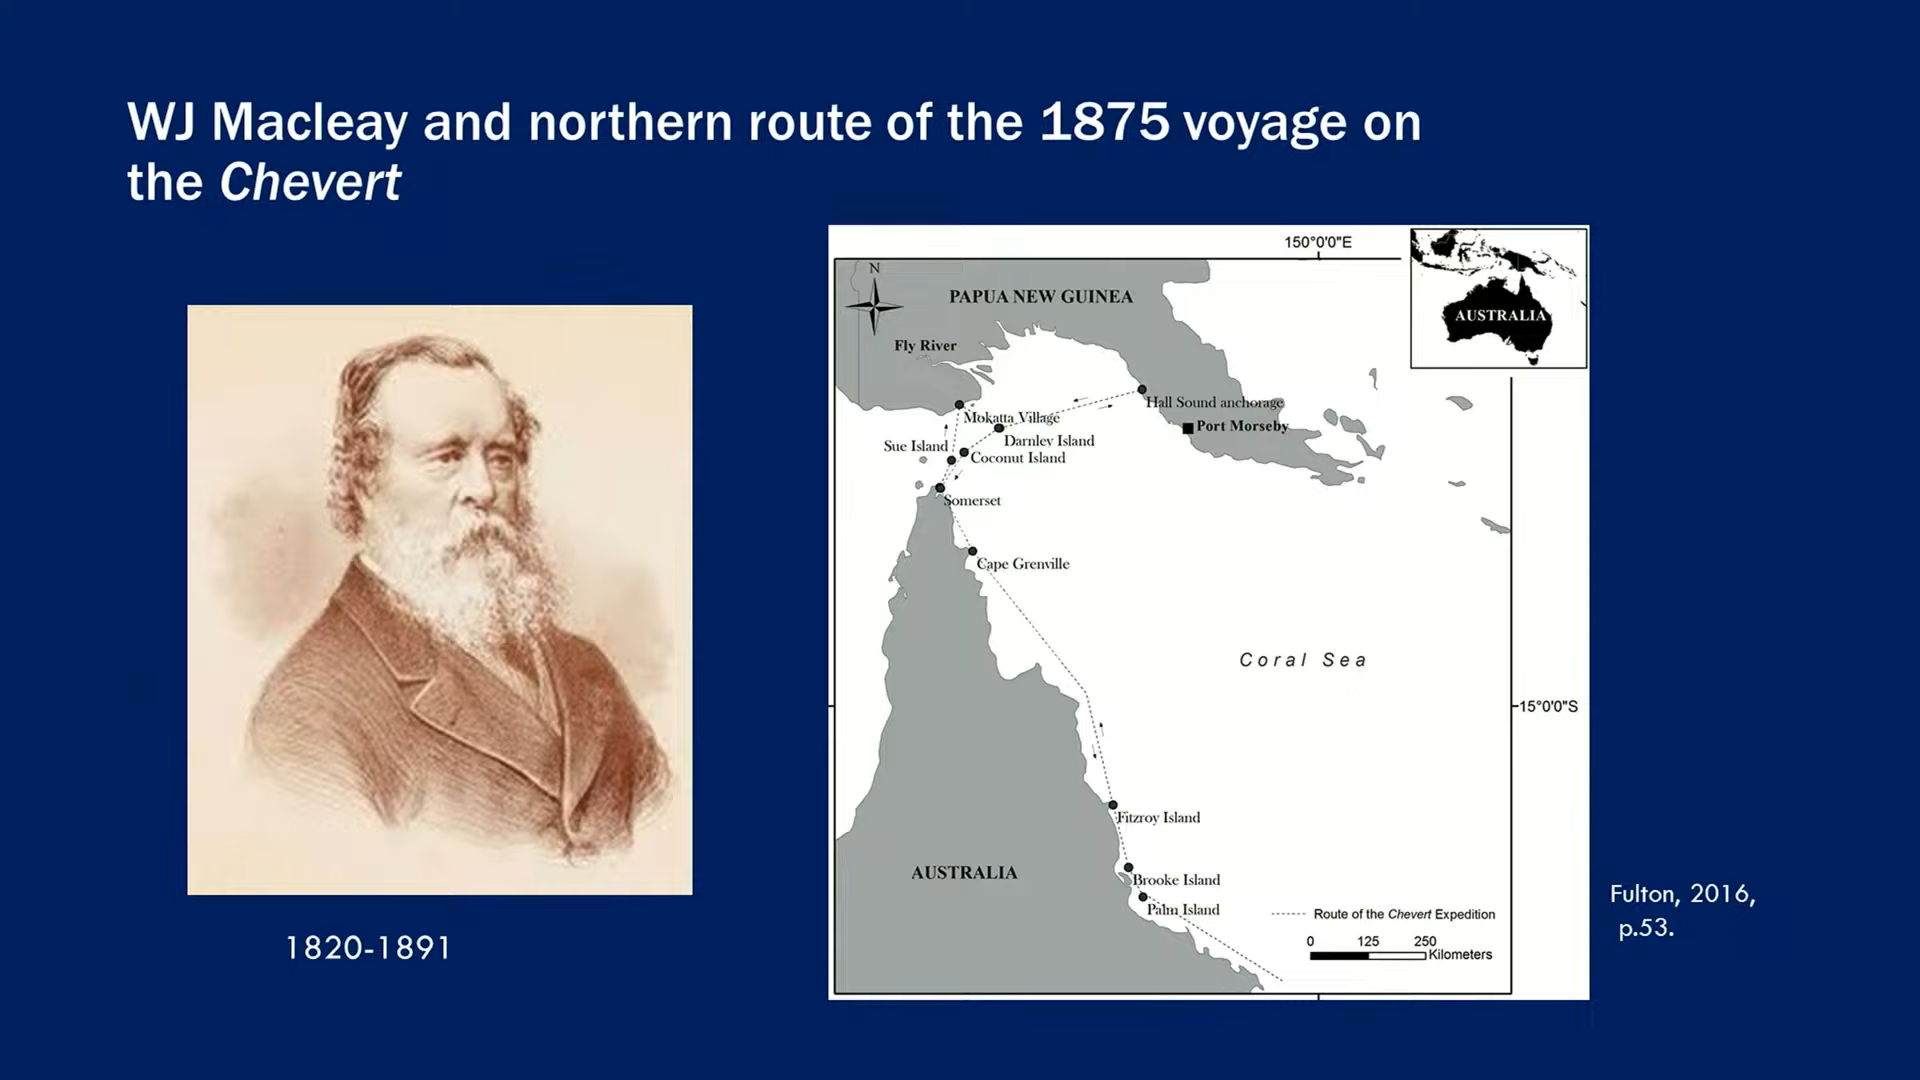 WJ Macleay and northern route of the 1875 voyage on
the Chevert
1820-1891
150°0'0"E
N
PAPUA NEW GUINEA
AUSTRALIA
Fly River
Hall Sound anchorage
Mokatta Village
Port Morseby
Darnley Island
Sue Island
Coconut Island
Somerset
Cape Grenville
Coral Sea
15°0'0"S
Fitzroy Island
AUSTRALIA
Brooke Island
Palm Island
Route of the Chevert Expedition
0 125 250
Kilometers
Fulton, 2016,
p.53.